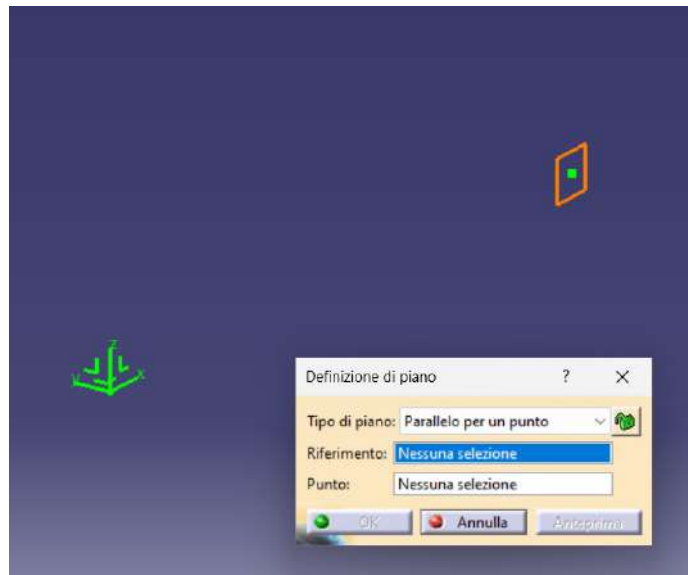 Z
Y
X
Definizione di piano ? X
Tipo di piano: Parallelo per un punto
Riferimento: Nessuna selezione
Punto: Nessuna selezione
OK Annulla Anteprima